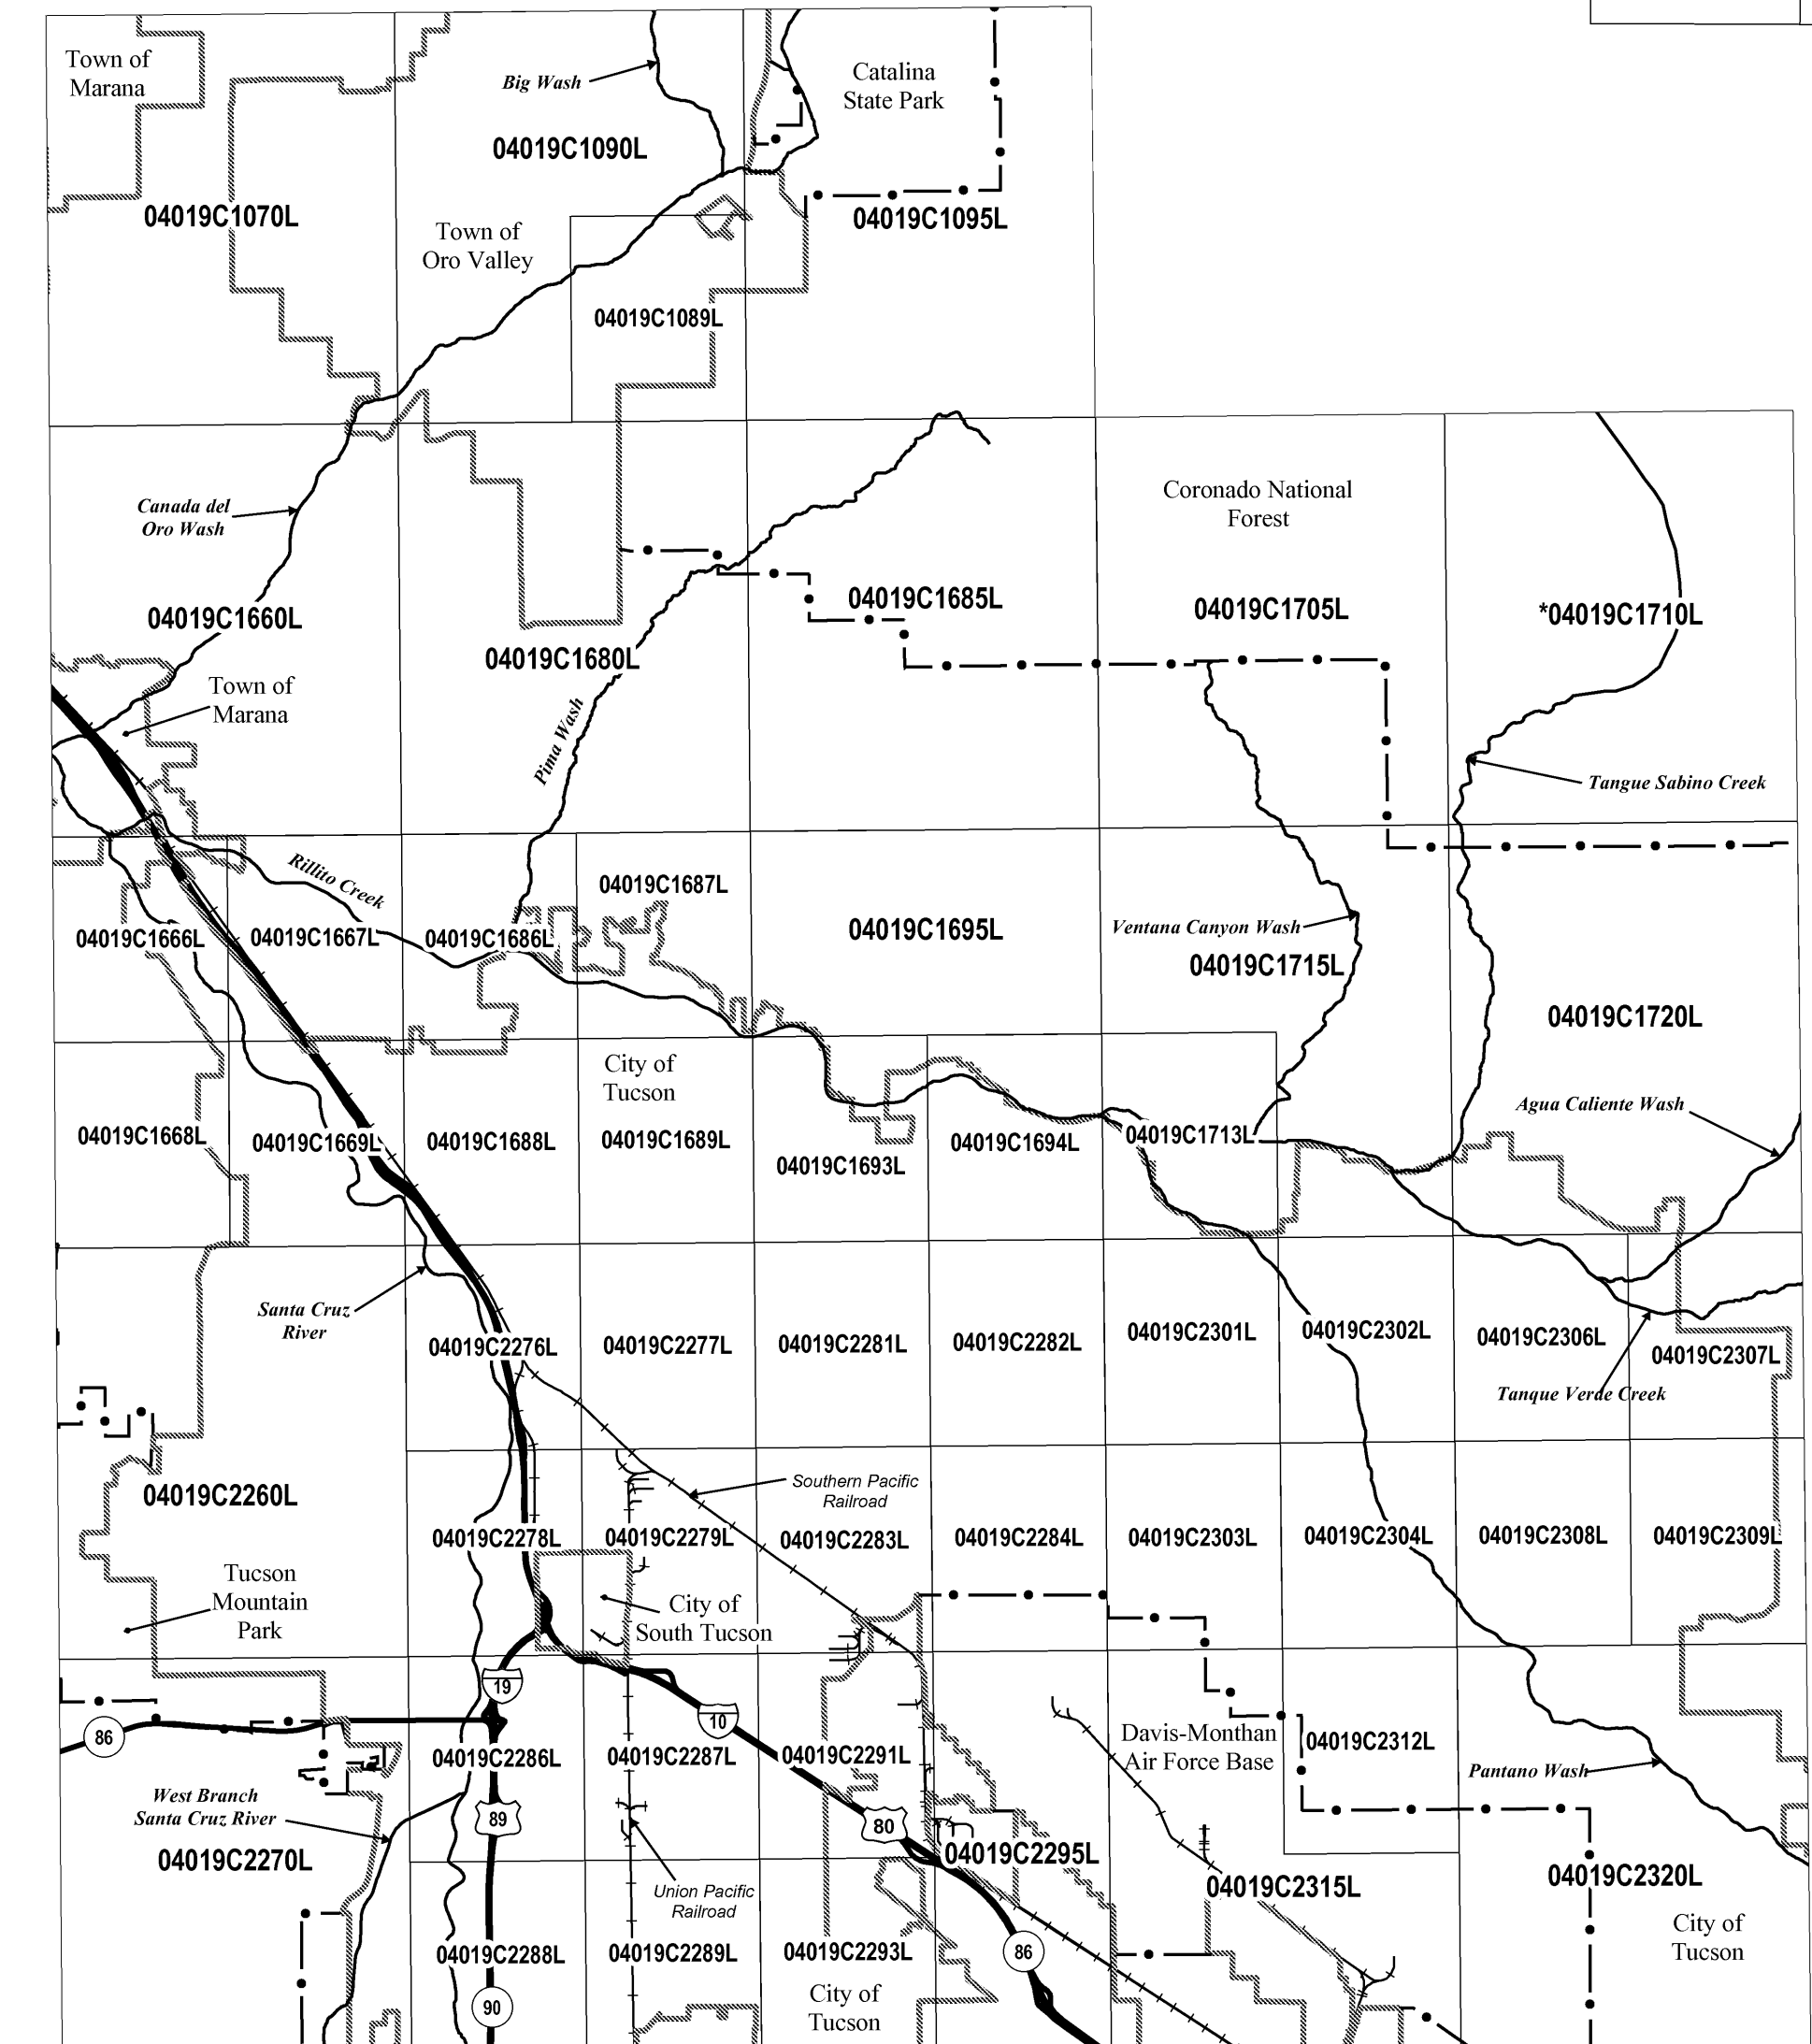 Town of
Marana
Big Wash
Catalina
State Park
04019C1090L
04019C1070L
04019C1095L
Town of
Oro Valley
04019C1089L
Coronado National
Forest
Canada del
Oro Wash
04019C1660L
04019C1685L
04019C1705L
*04019C1710L
04019C1680L
Town of
Marana
Pima Wash
Tangue Sabino Creek
Rillito Creek
04019C1687L
04019C1666L
04019C1667L
04019C1686L
04019C1695L
Ventana Canyon Wash
04019C1715L
04019C1720L
City of
Tucson
Agua Caliente Wash
04019C1668L
04019C1669L
04019C1688L
04019C1689L
04019C1693L
04019C1694L
04019C1713L
Santa Cruz
River
04019C2276L
04019C2277L
04019C2281L
04019C2282L
04019C2301L
04019C2302L
04019C2306L
04019C2307L
Tanque Verde Creek
04019C2260L
Southern Pacific
Railroad
04019C2278L
04019C2279L
04019C2283L
04019C2284L
04019C2303L
04019C2304L
04019C2308L
04019C2309L
Tucson
Mountain
Park
City of
South Tucson
19
10
86
04019C2286L
04019C2287L
04019C2291L
Davis-Monthan
Air Force Base
04019C2312L
Pantano Wash
West Branch
Santa Cruz River
89
80
04019C2270L
04019C2295L
04019C2315L
04019C2320L
Union Pacific
Railroad
City of
Tucson
04019C2288L
04019C2289L
04019C2293L
86
90
City of
Tucson